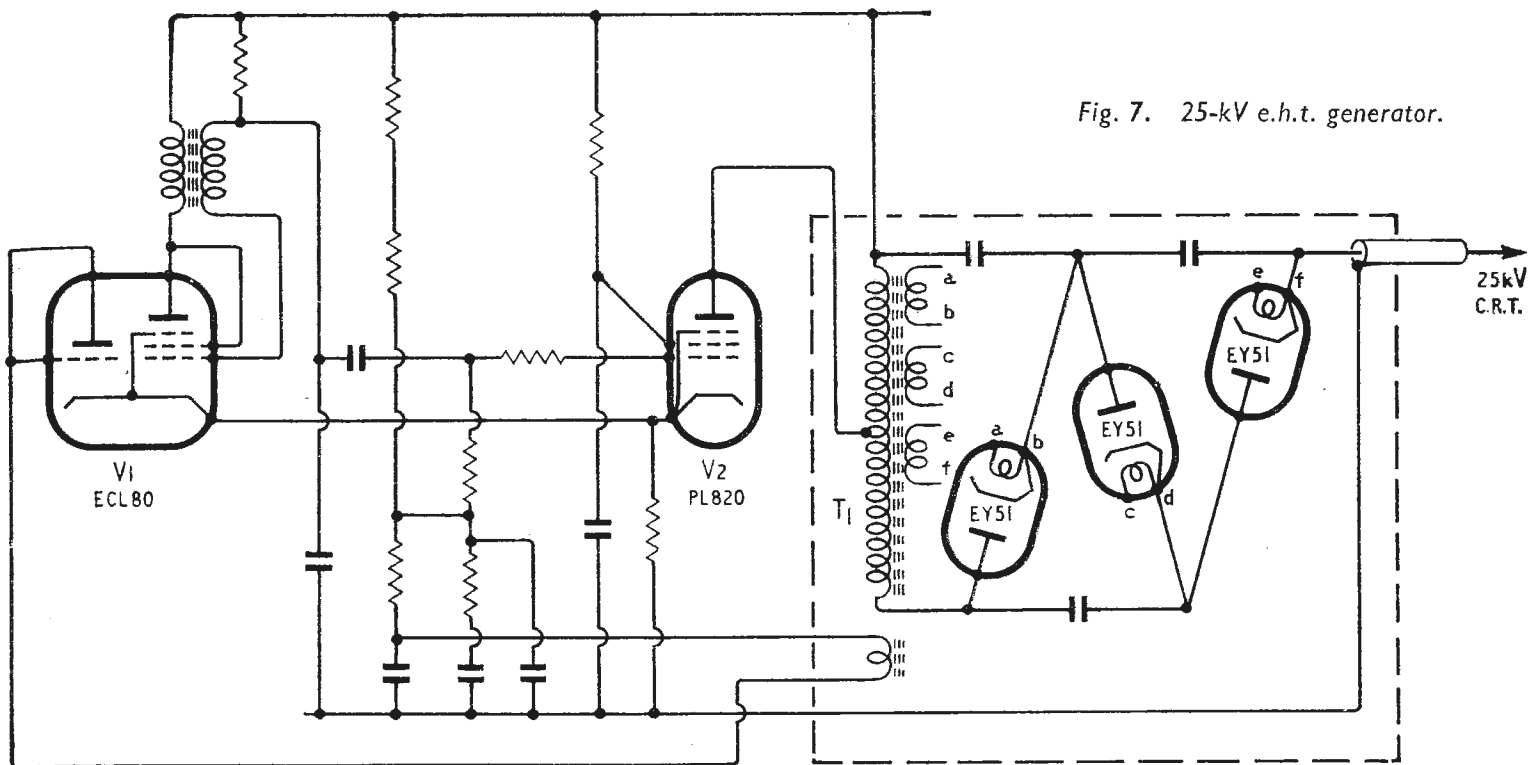 Fig. 7. 25-kV e.h.t. generator.
a
b
c
d
e
f
e
f
EY51
25kV
C.R.T.
EY51
c
d
a
b
EY51
V1
ECL80
V2
PL820
T1